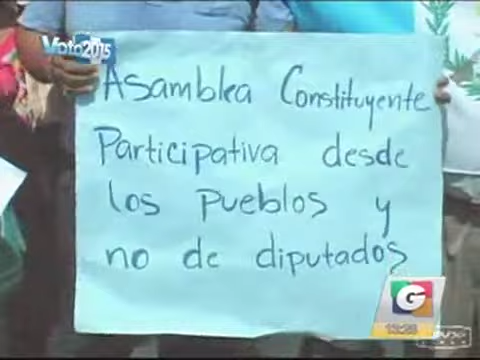 Voto2015
Asamblea Constituyente
Participativa desde
los pueblos y
no de diputados
G